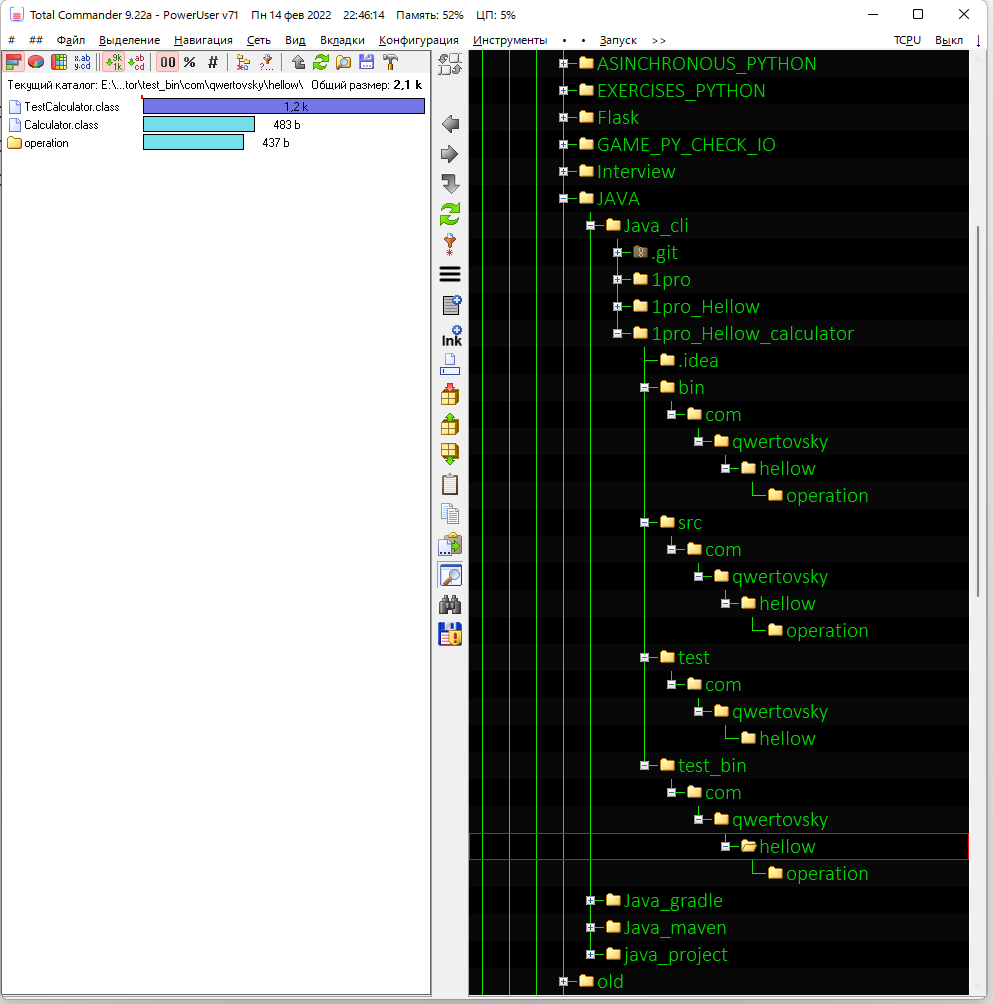 Total Commander 9.22a - PowerUser v71 Пн 14 фев 2022 22:46:14 Память: 52% ЦП: 5%
# ## Файл Выделение Навигация Сеть Вид Вкладки Конфигурация Инструменты • • Запуск >> TCPU Выкл ↓
x.ab y.cd 9k 1k ab cd 00 % #
Текущий каталог: E:\...tor\test_bin\com\qwertovsky\hellow\ Общий размер: 2,1 k
TestCalculator.class 1,2 k
Calculator.class 483 b
operation 437 b
lnk
ASINCHRONOUS_PYTHON
EXERCISES_PYTHON
Flask
GAME_PY_CHECK_IO
Interview
JAVA
Java_cli
.git
1pro
1pro_Hellow
1pro_Hellow_calculator
.idea
bin
com
qwertovsky
hellow
operation
src
com
qwertovsky
hellow
operation
test
com
qwertovsky
hellow
test_bin
com
qwertovsky
hellow
operation
Java_gradle
Java_maven
java_project
old